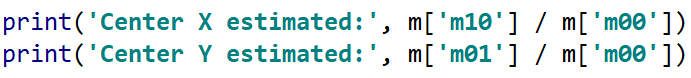 print('Center X estimated:', m['m10'] / m['m00'])
print('Center Y estimated:', m['m01'] / m['m00'])